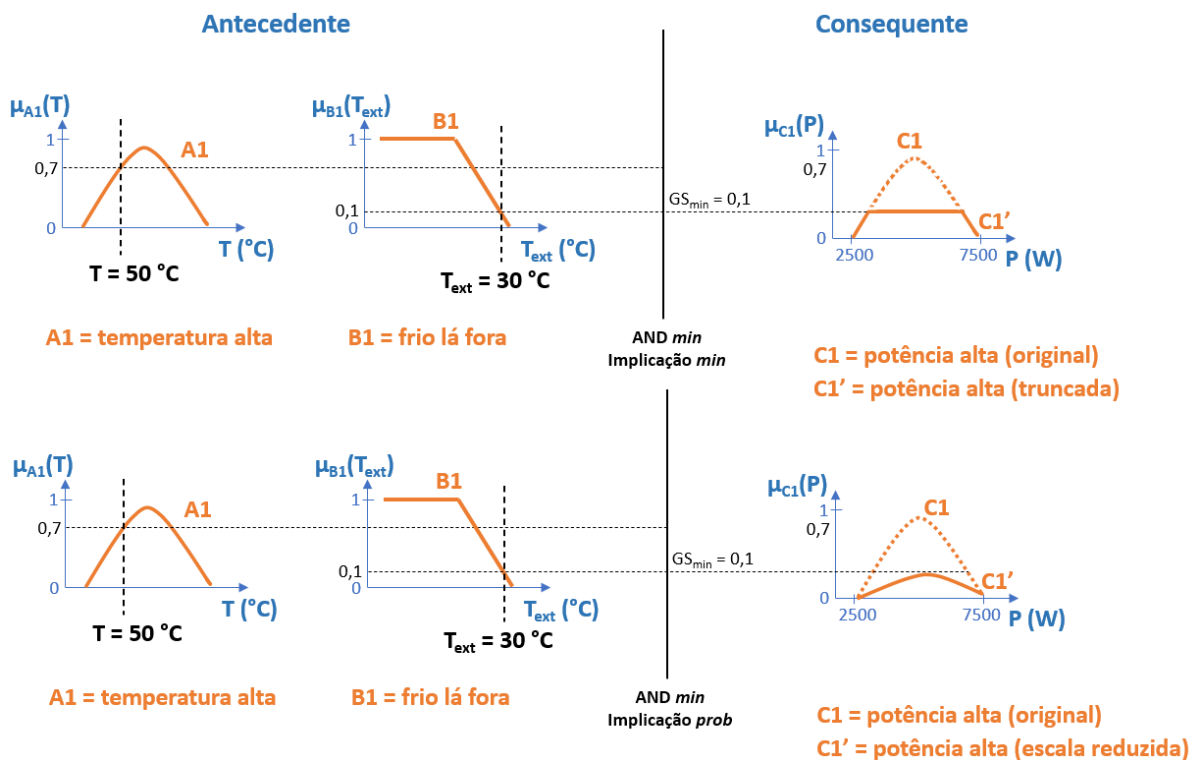 Antecedente
Consequente
μA1(T)
1
0,7
0
A1
T (°C)
T = 50 °C
μB1(Text)
B1
1
0,1
0
Text (°C)
Text = 30 °C
GSmin = 0,1
μC1(P)
C1
1
0,7
0
C1’
2500
7500
P (W)
A1 = temperatura alta
B1 = frio lá fora
AND min
Implicação min
C1 = potência alta (original)
C1’ = potência alta (truncada)
μA1(T)
1
0,7
0
A1
T (°C)
T = 50 °C
μB1(Text)
B1
1
0,1
0
Text (°C)
Text = 30 °C
GSmin = 0,1
μC1(P)
C1
1
0,7
0
C1’
2500
7500
P (W)
A1 = temperatura alta
B1 = frio lá fora
AND min
Implicação prob
C1 = potência alta (original)
C1’ = potência alta (escala reduzida)